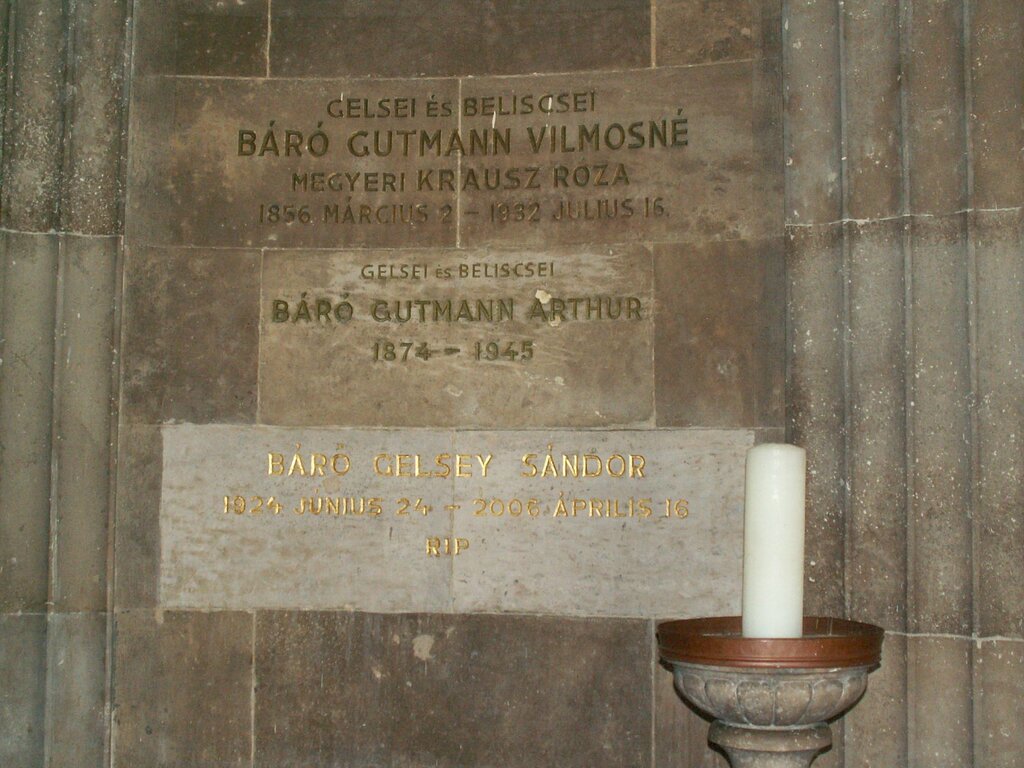 GELSEI és BELISCSEI
BÁRÓ GUTMANN VILMOSNÉ
MEGYERI KRAUSZ ROZA
1856. MÁRCIUS 2 – 1932 JULIUS 16.
GELSEI és BELISCSEI
BÁRÓ GUTMANN ARTHUR
1874 – 1945
BÁRÓ GELSEY SÁNDOR
1924 JÚNIUS 24 – 2006 ÁPRILIS 16
RIP